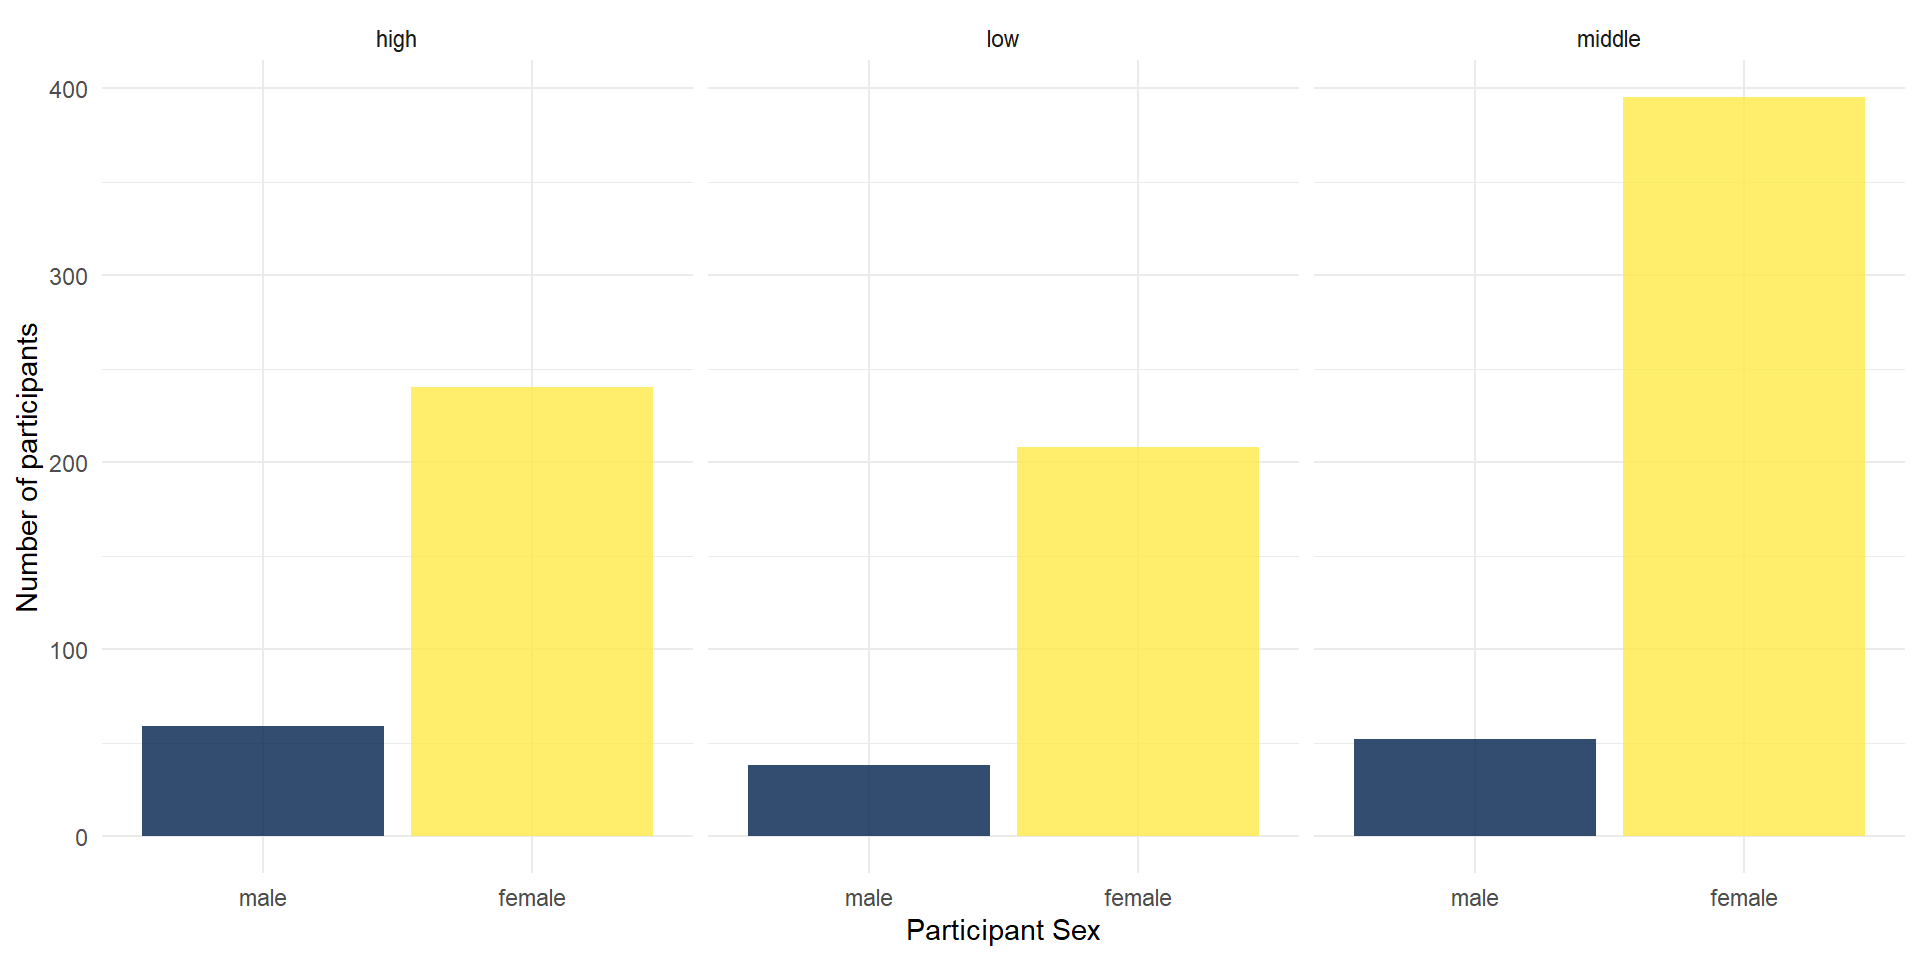 high low middle
400
300
200
100
0
Number of participants
male female male female male female
Participant Sex